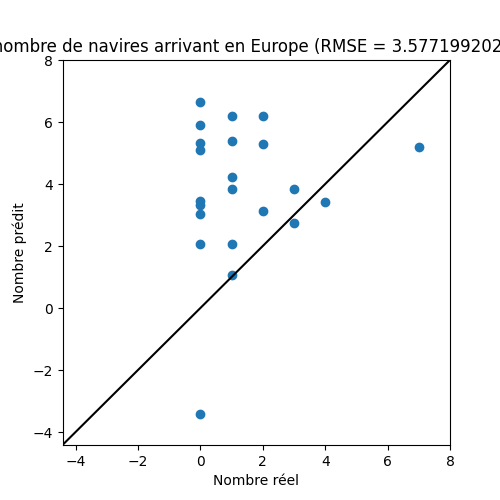 nombre de navires arrivant en Europe (RMSE = 3.577199202
8
6
4
2
0
−2
−4
Nombre prédit
−4 −2 0 2 4 6 8
Nombre réel